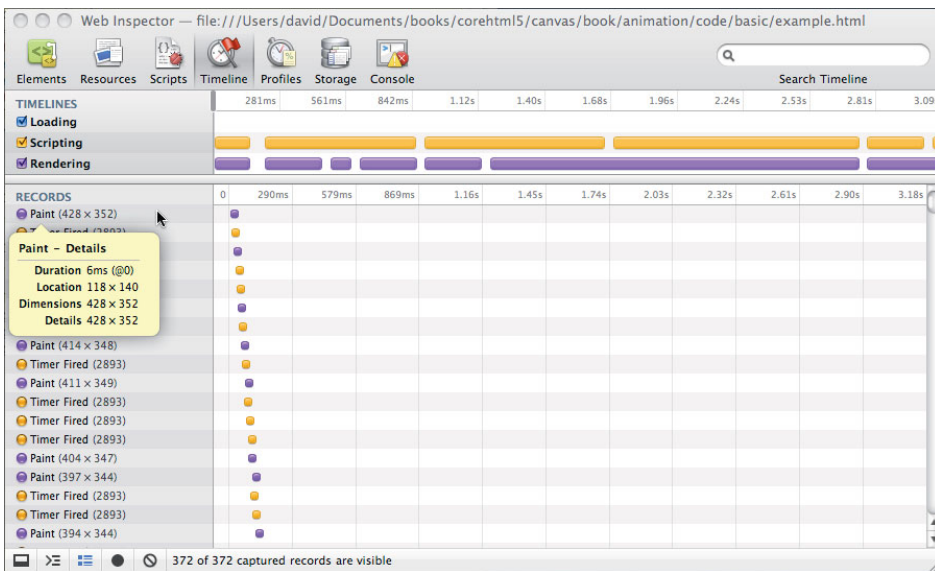 Web Inspector — file:///Users/david/Documents/books/corehtml5/canvas/book/animation/code/basic/example.html
Elements Resources Scripts Timeline Profiles Storage Console Search Timeline
TIMELINES 281ms 561ms 842ms 1.12s 1.40s 1.68s 1.96s 2.24s 2.53s 2.81s 3.09
Loading
Scripting
Rendering
RECORDS 0 290ms 579ms 869ms 1.16s 1.45s 1.74s 2.03s 2.32s 2.61s 2.90s 3.18s
Paint (428 × 352)
Paint – Details
Duration 6ms (@0)
Location 118 × 140
Dimensions 428 × 352
Details 428 × 352
Paint (414 × 348)
Timer Fired (2893)
Paint (411 × 349)
Timer Fired (2893)
Timer Fired (2893)
Timer Fired (2893)
Paint (404 × 347)
Paint (397 × 344)
Timer Fired (2893)
Timer Fired (2893)
Paint (394 × 344)
372 of 372 captured records are visible